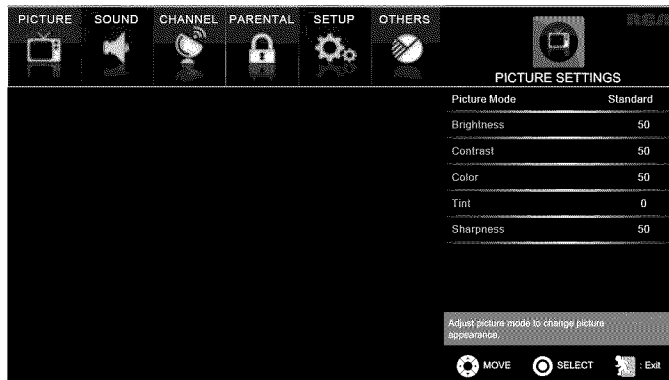 PICTURE SOUND CHANNEL PARENTAL SETUP OTHERS
RCA
PICTURE SETTINGS
Picture Mode Standard
Brightness 50
Contrast 50
Color 50
Tint 0
Sharpness 50
Adjust picture mode to change picture
appearance.
MOVE SELECT : Exit